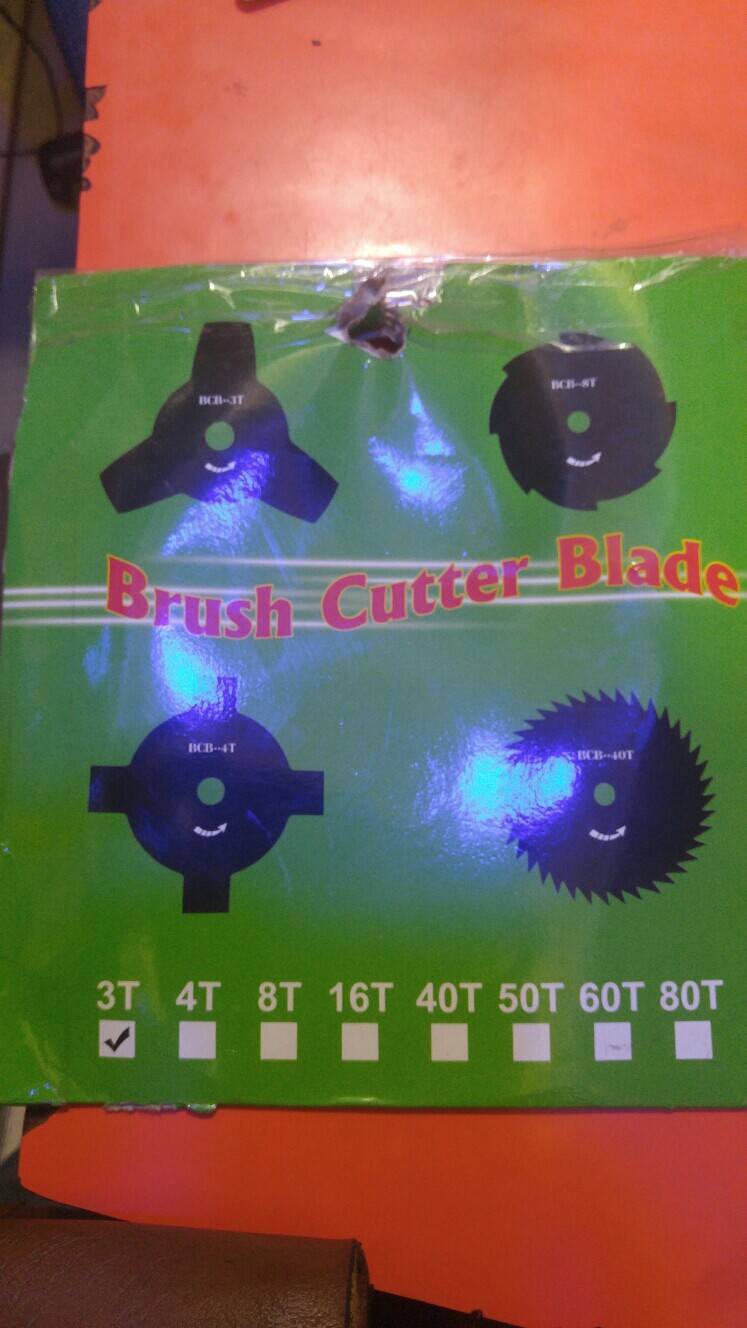 BCB--3T
BCB--8T
Brush Cutter Blade
BCB--4T
BCB--40T
3T 4T 8T 16T 40T 50T 60T 80T